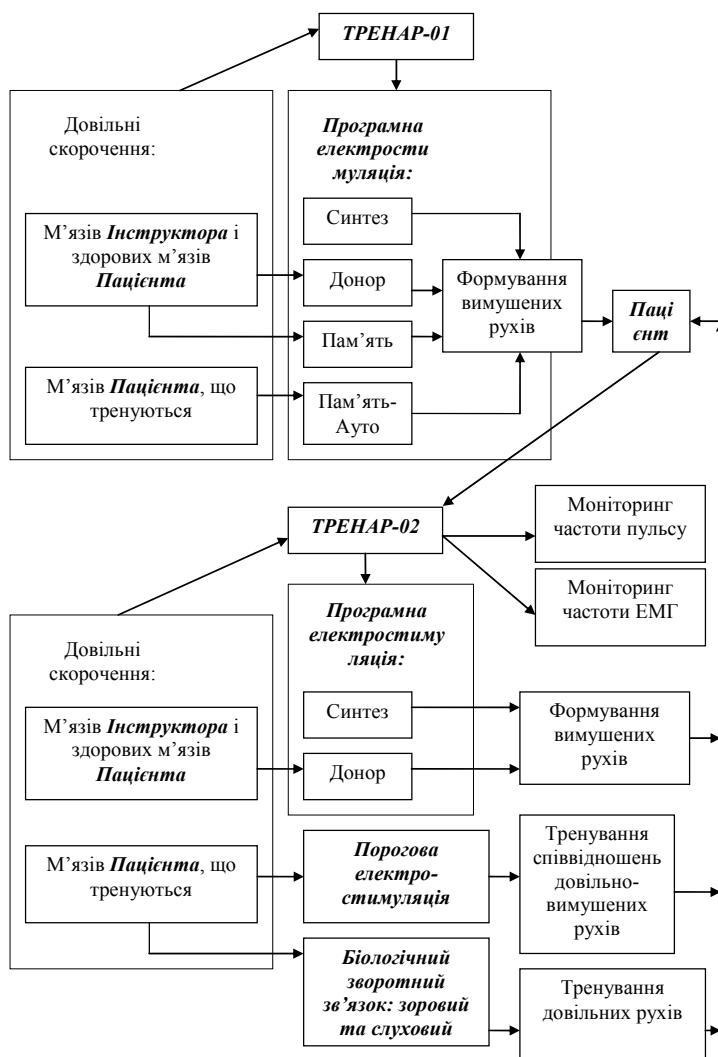 ТРЕНАР-01
Довільні
скорочення:
М’язів Інструктора і
здорових м’язів
Пацієнта
М’язів Пацієнта, що
тренуються
Програмна
електрости
муляція:
Синтез
Донор
Пам’ять
Пам’ять-
Ауто
Формування
вимушених
рухів
Паці
єнт
ТРЕНАР-02
Моніторинг
частоти пульсу
Моніторинг
частоти ЕМГ
Довільні
скорочення:
М’язів Інструктора і
здорових м’язів
Пацієнта
М’язів Пацієнта, що
тренуються
Програмна
електростиму
ляція:
Синтез
Донор
Формування
вимушених
рухів
Порогова
електро-
стимуляція
Тренування
співвідношень
довільно-
вимушених
рухів
Біологічний
зворотний
зв’язок: зоровий
та слуховий
Тренування
довільних рухів